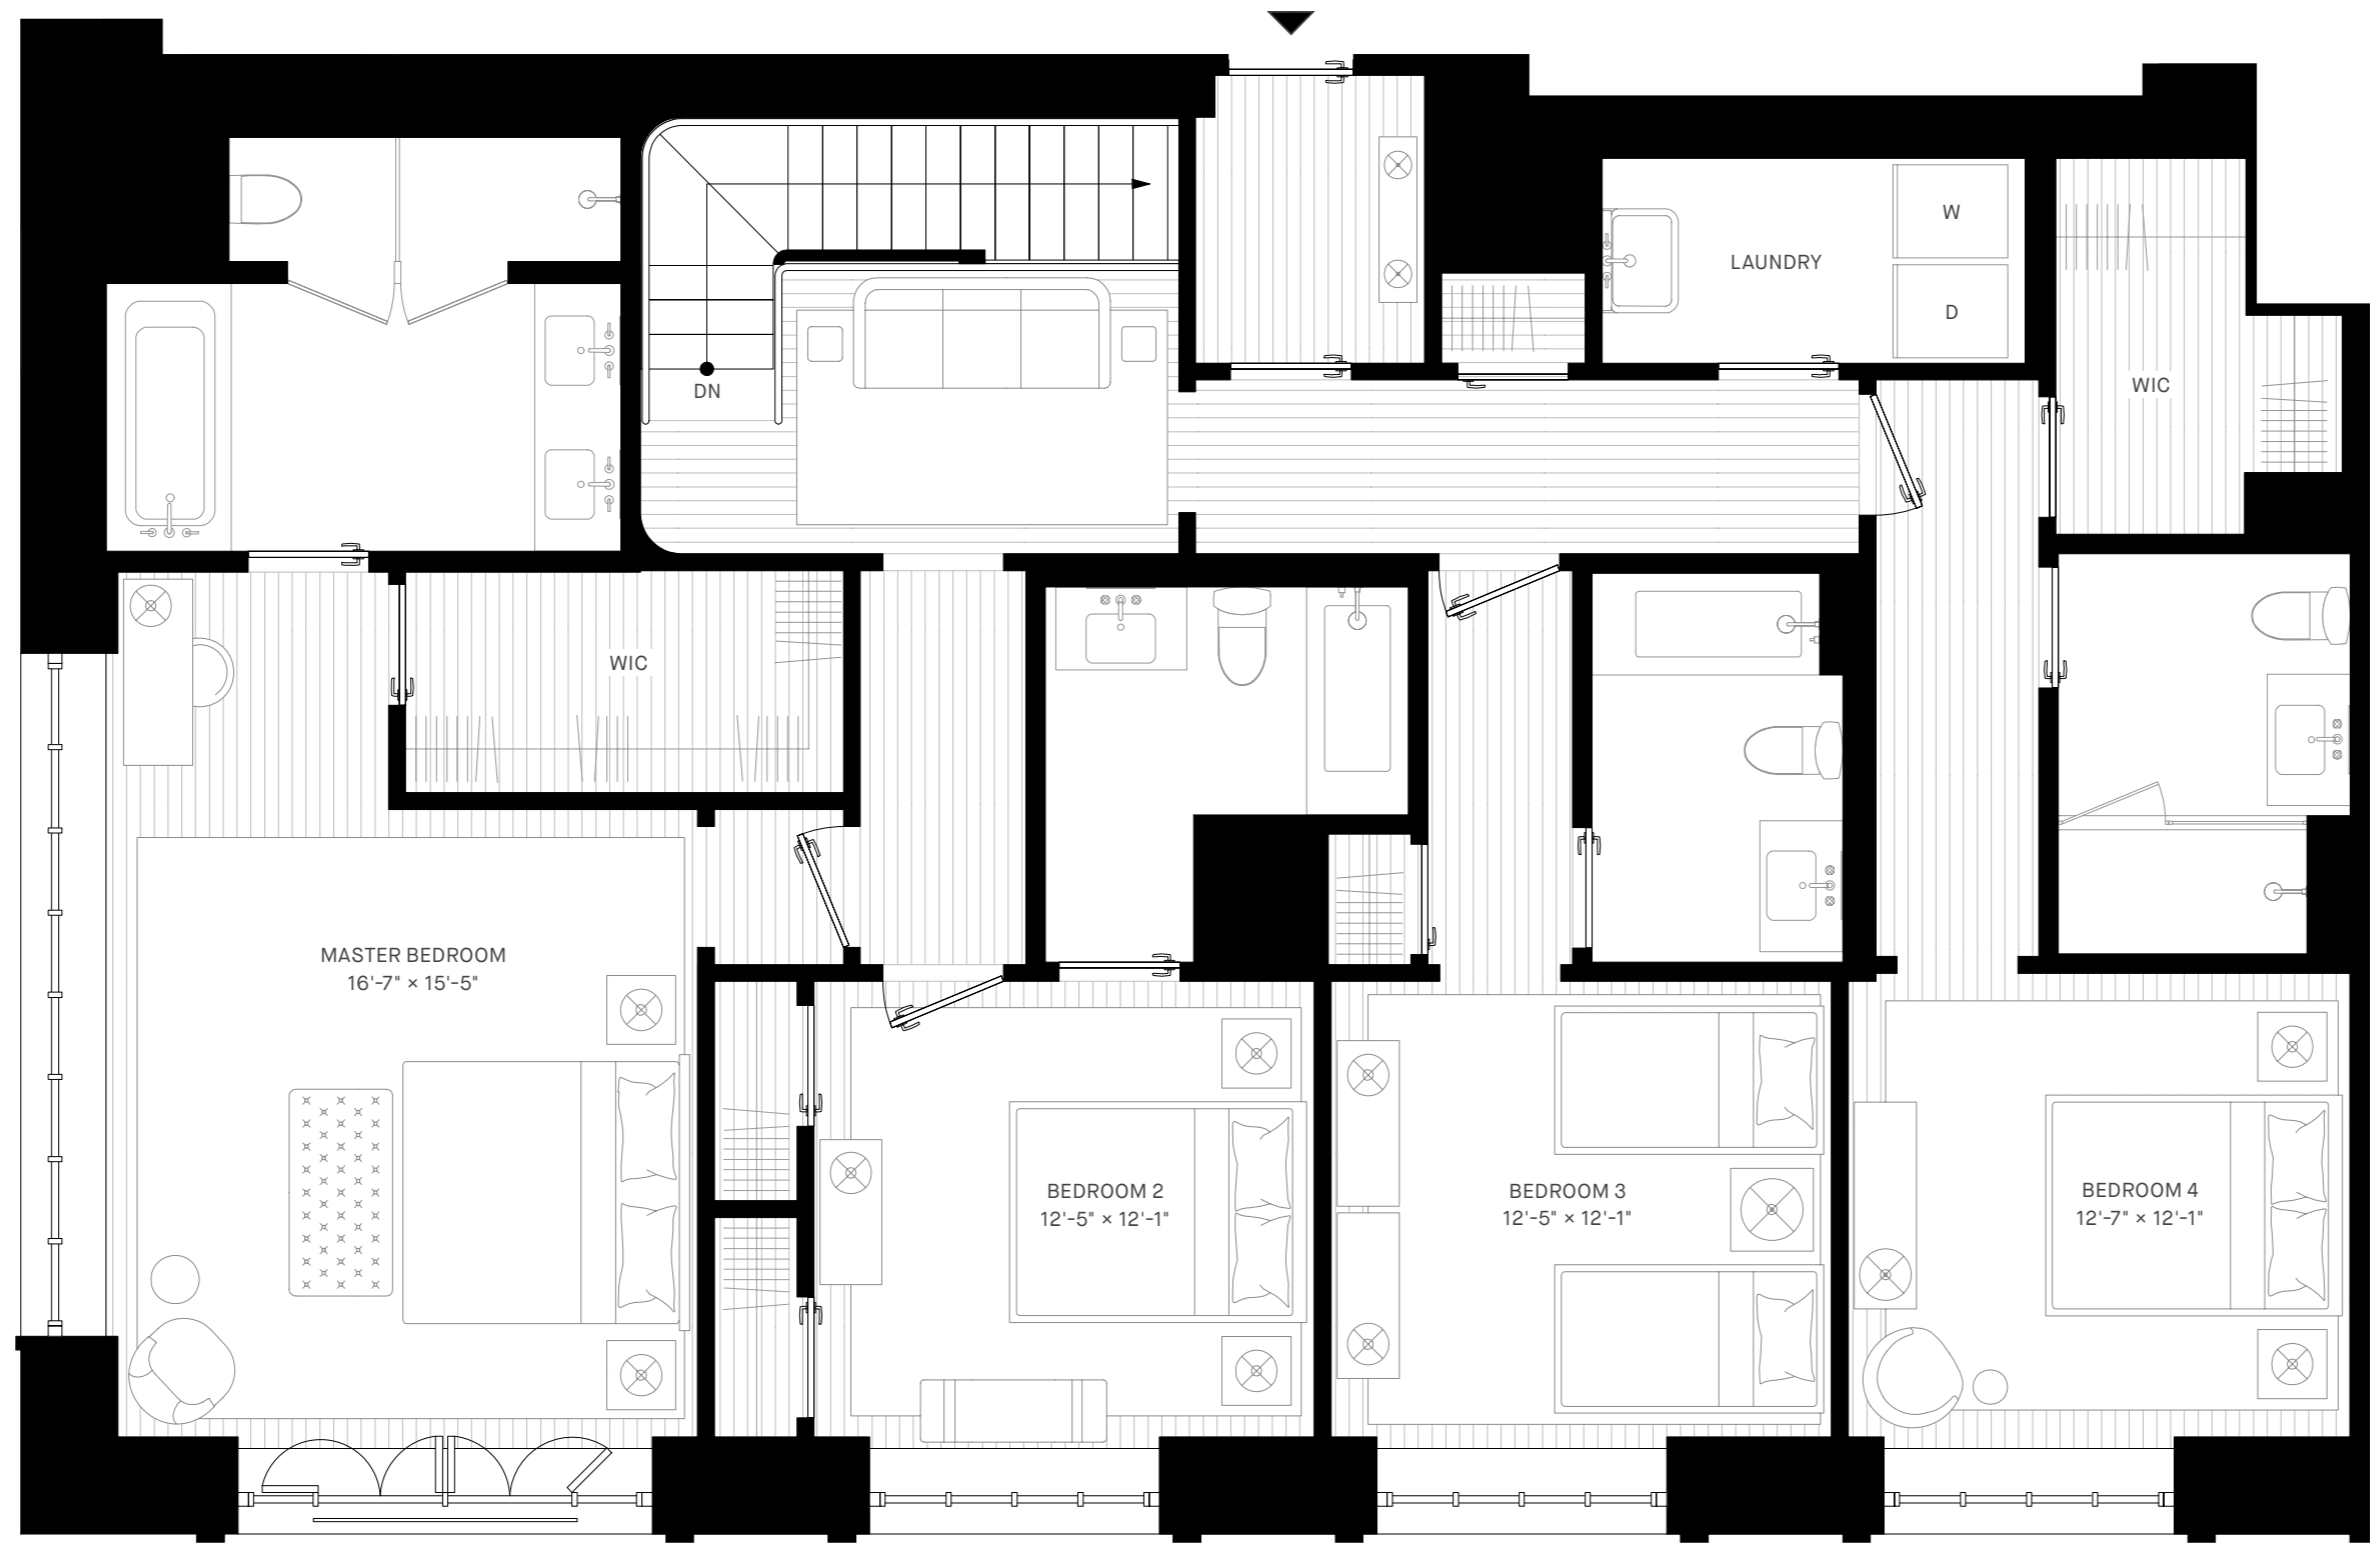 W
LAUNDRY
D
WIC
DN
WIC
MASTER BEDROOM
16'-7" × 15'-5"
BEDROOM 2
12'-5" × 12'-1"
BEDROOM 3
12'-5" × 12'-1"
BEDROOM 4
12'-7" × 12'-1"